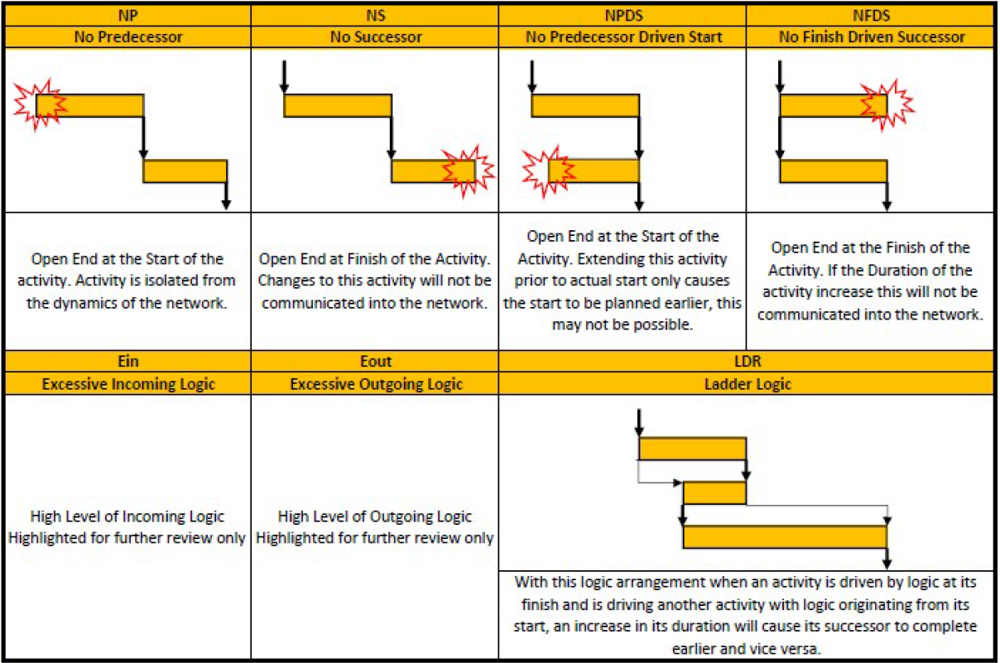 NP
No Predecessor
NS
No Successor
NPDS
No Predecessor Driven Start
NFDS
No Finish Driven Successor
Open End at the Start of the
activity. Activity is isolated from
the dynamics of the network.
Open End at Finish of the Activity.
Changes to this activity will not be
communicated into the network.
Open End at the Start of the
Activity. Extending this activity
prior to actual start only causes
the start to be planned earlier, this
may not be possible.
Open End at the Finish of the
Activity. If the Duration of the
activity increase this will not be
communicated into the network.
Ein
Excessive Incoming Logic
Eout
Excessive Outgoing Logic
LDR
Ladder Logic
High Level of Incoming Logic
Highlighted for further review only
High Level of Outgoing Logic
Highlighted for further review only
With this logic arrangement when an activity is driven by logic at its
finish and is driving another activity with logic originating from its
start, an increase in its duration will cause its successor to complete
earlier and vice versa.